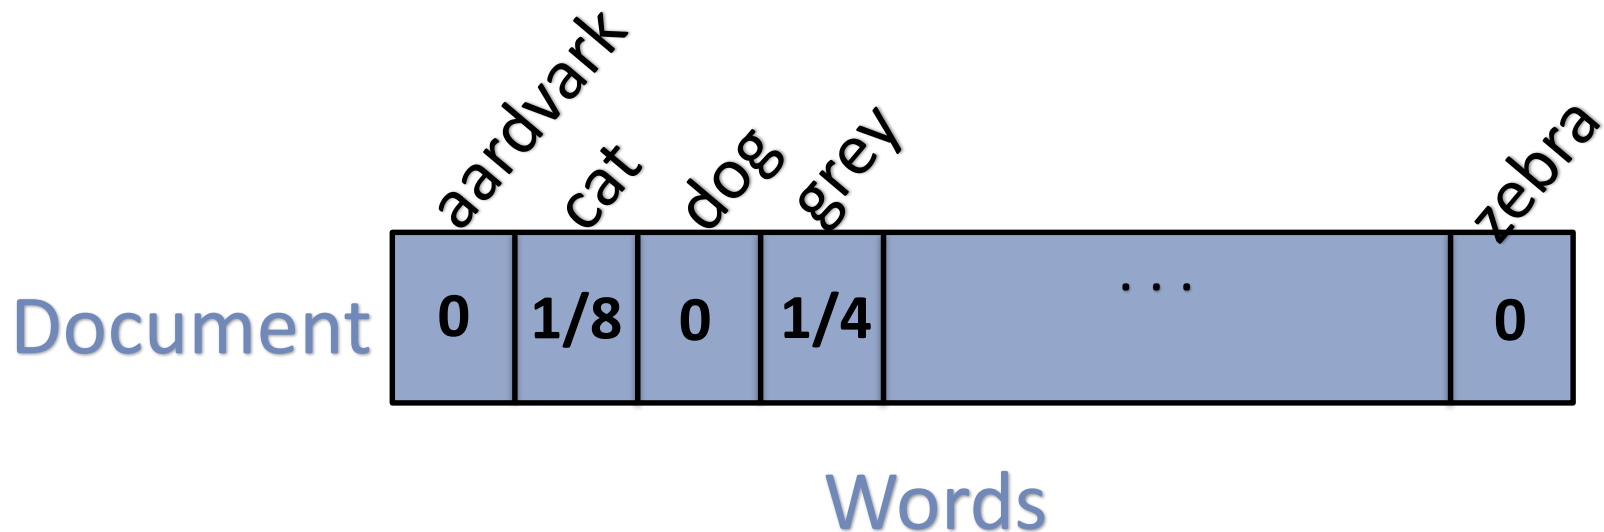 aardvark cat dog grey zebra
Document 0 1/8 0 1/4 . . . 0
Words